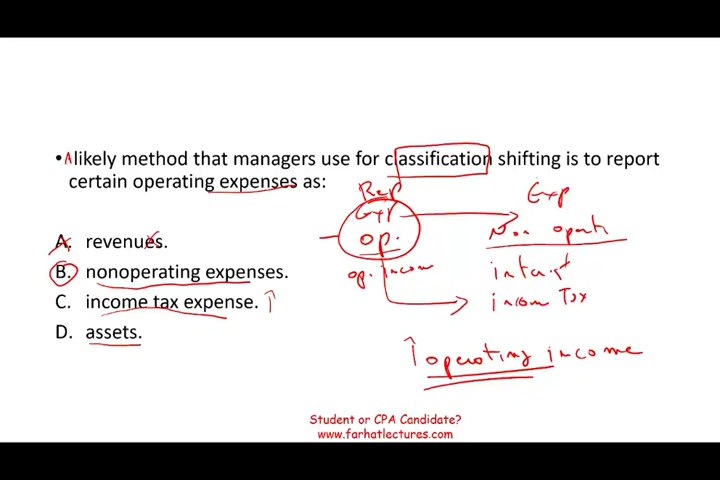 • A likely method that managers use for classification shifting is to report
certain operating expenses as:
A. revenues.
B. nonoperating expenses.
C. income tax expense. ↑
D. assets.
Rev
Exp
op.
op. income
Exp
Non
interest
incom Tax
↑ operating income
Student or CPA Candidate?
www.farhatlectures.com